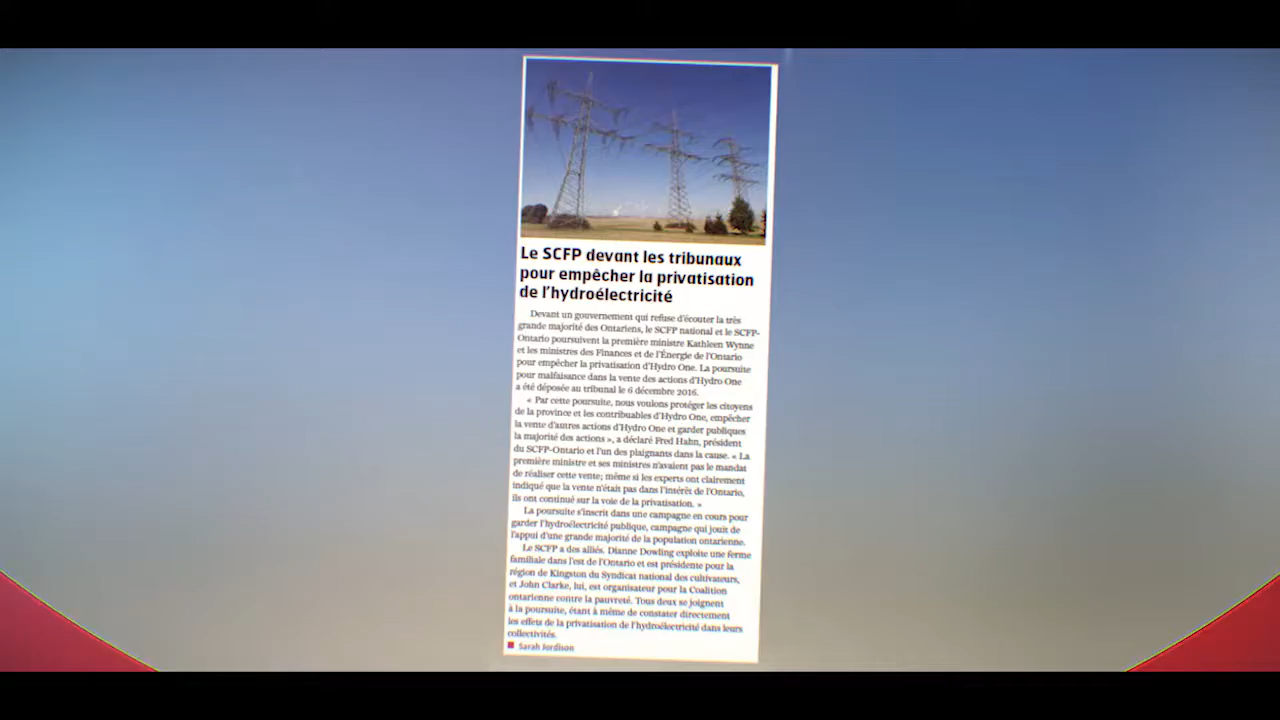 Le SCFP devant les tribunaux
pour empêcher la privatisation
de l'hydroélectricité
Devant un gouvernement qui refuse d'écouter la très
grande majorité des Ontariens, le SCFP national et le SCFP-
Ontario poursuivent la première ministre Kathleen Wynne
et les ministres des Finances et de l'Énergie de l'Ontario
pour empêcher la privatisation d'Hydro One. La poursuite
pour malfaisance dans la vente des actions d'Hydro One
a été déposée au tribunal le 6 décembre 2016.
« Par cette poursuite, nous voulons protéger les citoyens
de la province et les contribuables d'Hydro One, empêcher
la vente d'autres actions d'Hydro One et garder publiques
la majorité des actions », a déclaré Fred Hahn, président
du SCFP-Ontario et l'un des plaignants dans la cause. « La
première ministre et ses ministres n'avaient pas le mandat
de réaliser cette vente; même si les experts ont clairement
indiqué que la vente n'était pas dans l'intérêt de l'Ontario,
ils ont continué sur la voie de la privatisation. »
La poursuite s'inscrit dans une campagne en cours pour
garder l'hydroélectricité publique, campagne qui jouit de
l'appui d'une grande majorité de la population ontarienne.
Le SCFP a des alliés. Dianne Dowling exploite une ferme
familiale dans l'est de l'Ontario et est présidente pour la
région de Kingston du Syndicat national des cultivateurs,
et John Clarke, lui, est organisateur pour la Coalition
ontarienne contre la pauvreté. Tous deux se joignent
à la poursuite, étant à même de constater directement
les effets de la privatisation de l'hydroélectricité dans leurs
collectivités.
Sarah Jordison